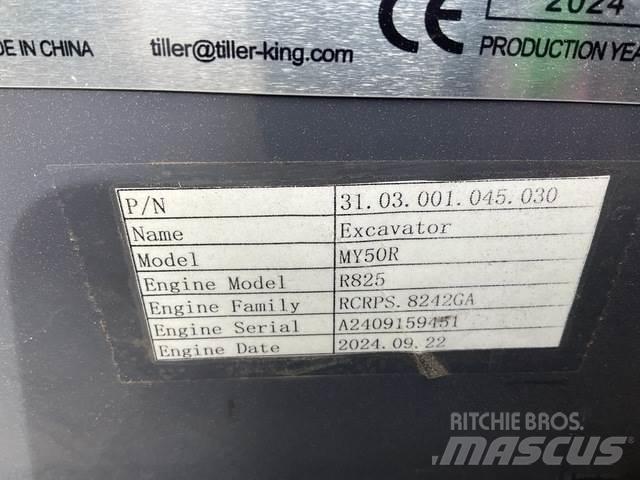 2024
DE IN CHINA tiller@tiller-king.com CE PRODUCTION YEA
P/N 31.03.001.045.030
Name Excavator
Model MY50R
Engine Model R825
Engine Family RCRPS.8242GA
Engine Serial A2409159451
Engine Date 2024.09.22
RITCHIE BROS.
MASCUS